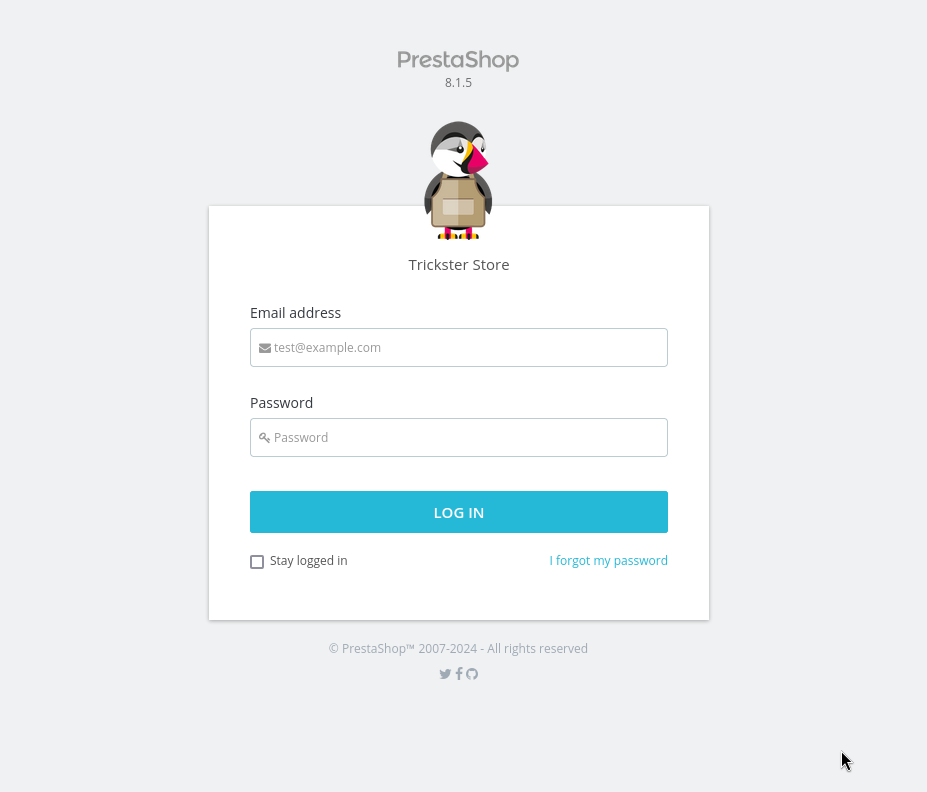 PrestaShop
8.1.5
Trickster Store
Email address
test@example.com
Password
Password
LOG IN
Stay logged in
I forgot my password
© PrestaShop™ 2007-2024 - All rights reserved